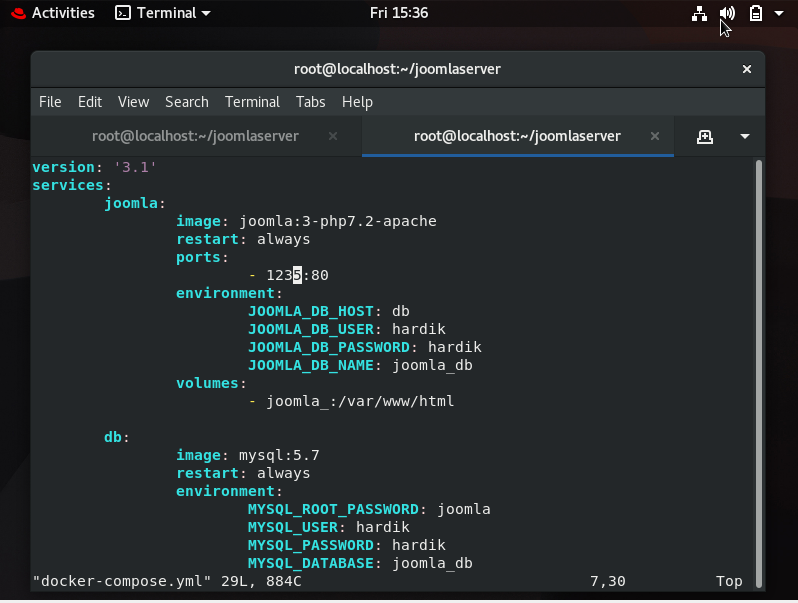 Activities Terminal Fri 15:36
root@localhost:~/joomlaserver
File Edit View Search Terminal Tabs Help
root@localhost:~/joomlaserver × root@localhost:~/joomlaserver ×
version: '3.1'
services:
joomla:
image: joomla:3-php7.2-apache
restart: always
ports:
- 1235:80
environment:
JOOMLA_DB_HOST: db
JOOMLA_DB_USER: hardik
JOOMLA_DB_PASSWORD: hardik
JOOMLA_DB_NAME: joomla_db
volumes:
- joomla_:/var/www/html
db:
image: mysql:5.7
restart: always
environment:
MYSQL_ROOT_PASSWORD: joomla
MYSQL_USER: hardik
MYSQL_PASSWORD: hardik
MYSQL_DATABASE: joomla_db
"docker-compose.yml" 29L, 884C 7,30 Top